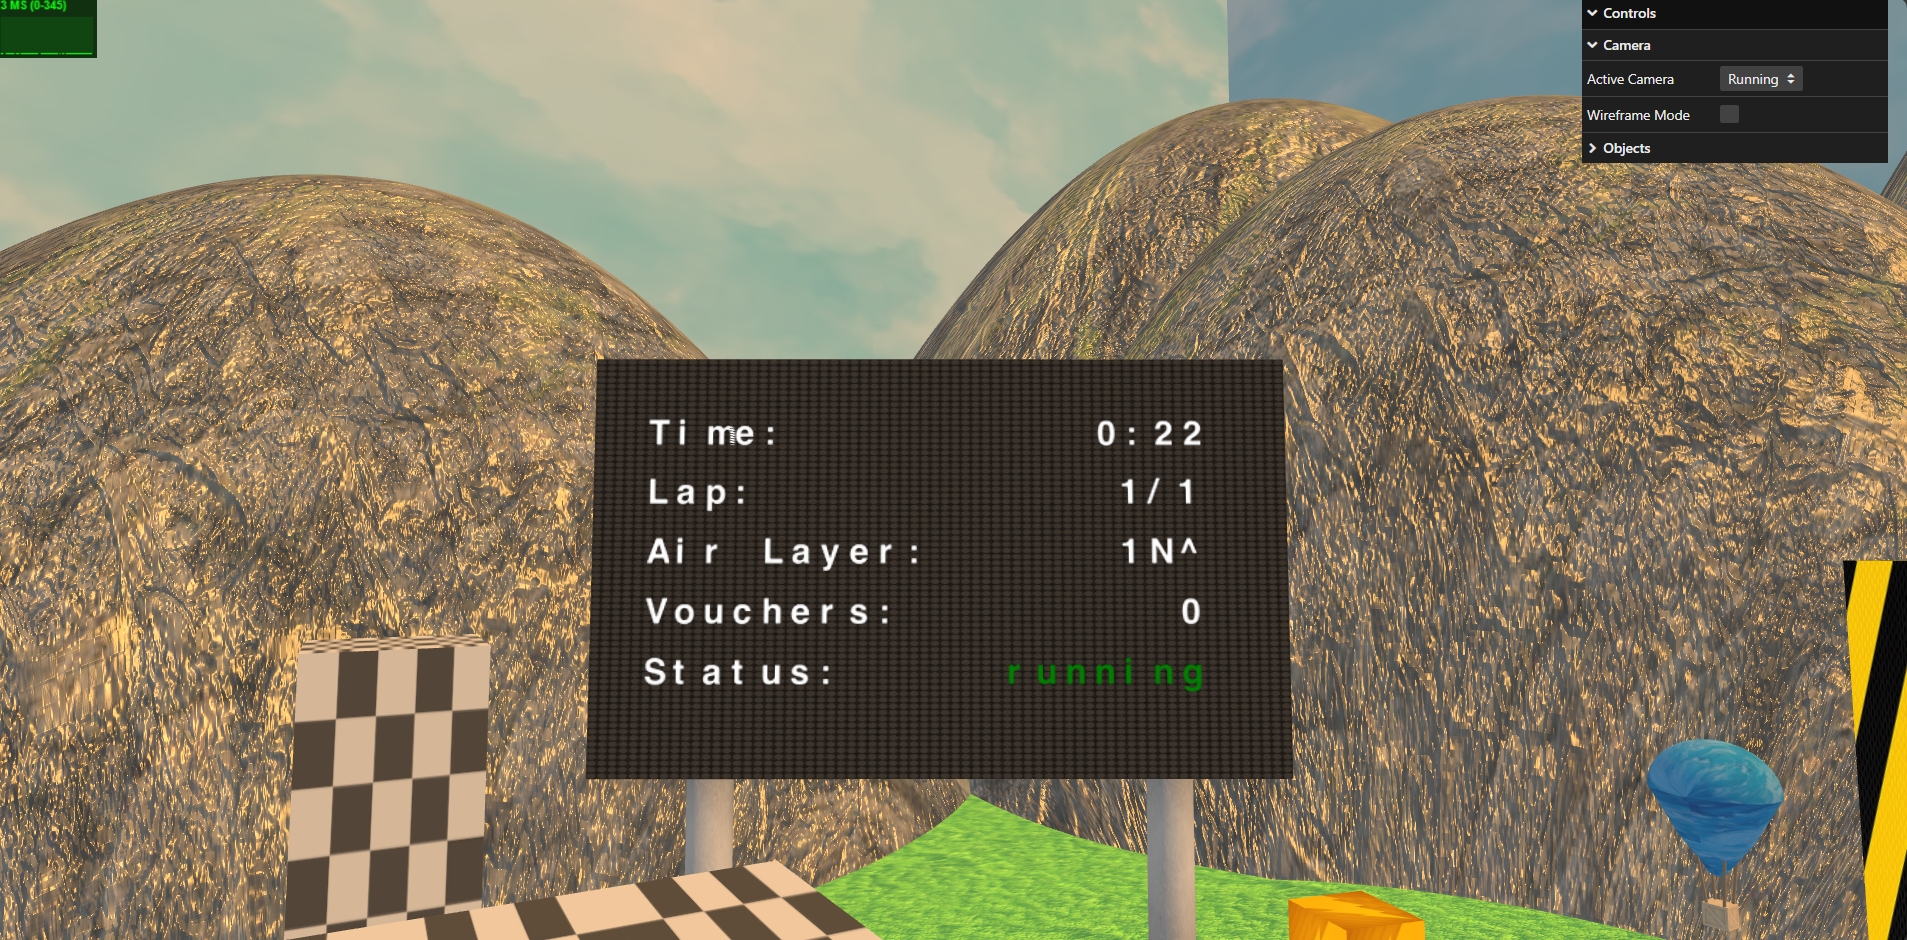 3 MS (0-345)
Controls
Camera
Active Camera Running
Wireframe Mode
Objects
Time: 0:22
Lap: 1/1
Air Layer: 1N^
Vouchers: 0
Status: running